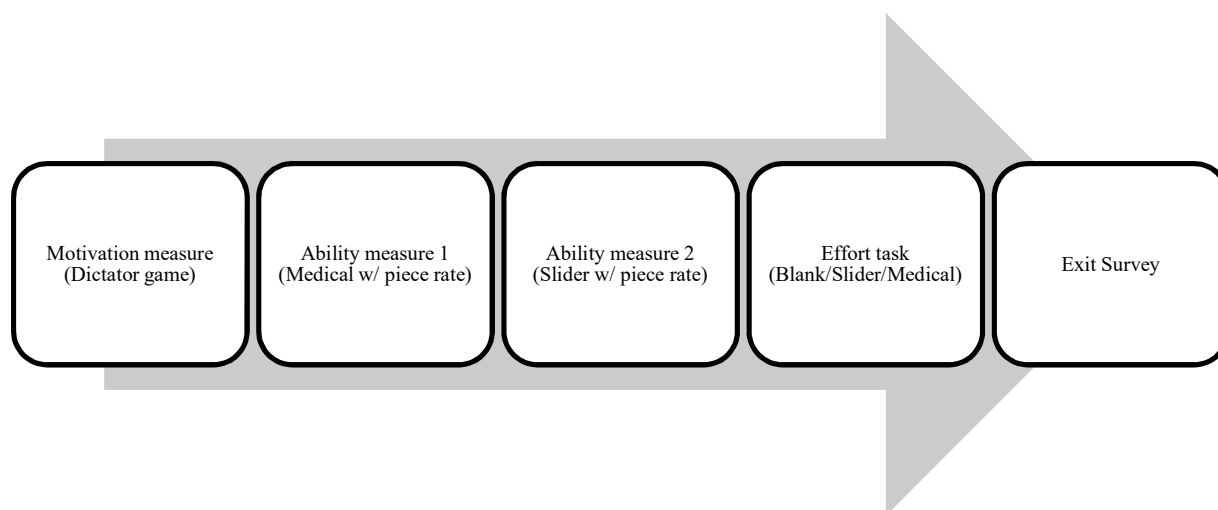 Motivation measure
(Dictator game)
Ability measure 1
(Medical w/ piece rate)
Ability measure 2
(Slider w/ piece rate)
Effort task
(Blank/Slider/Medical)
Exit Survey